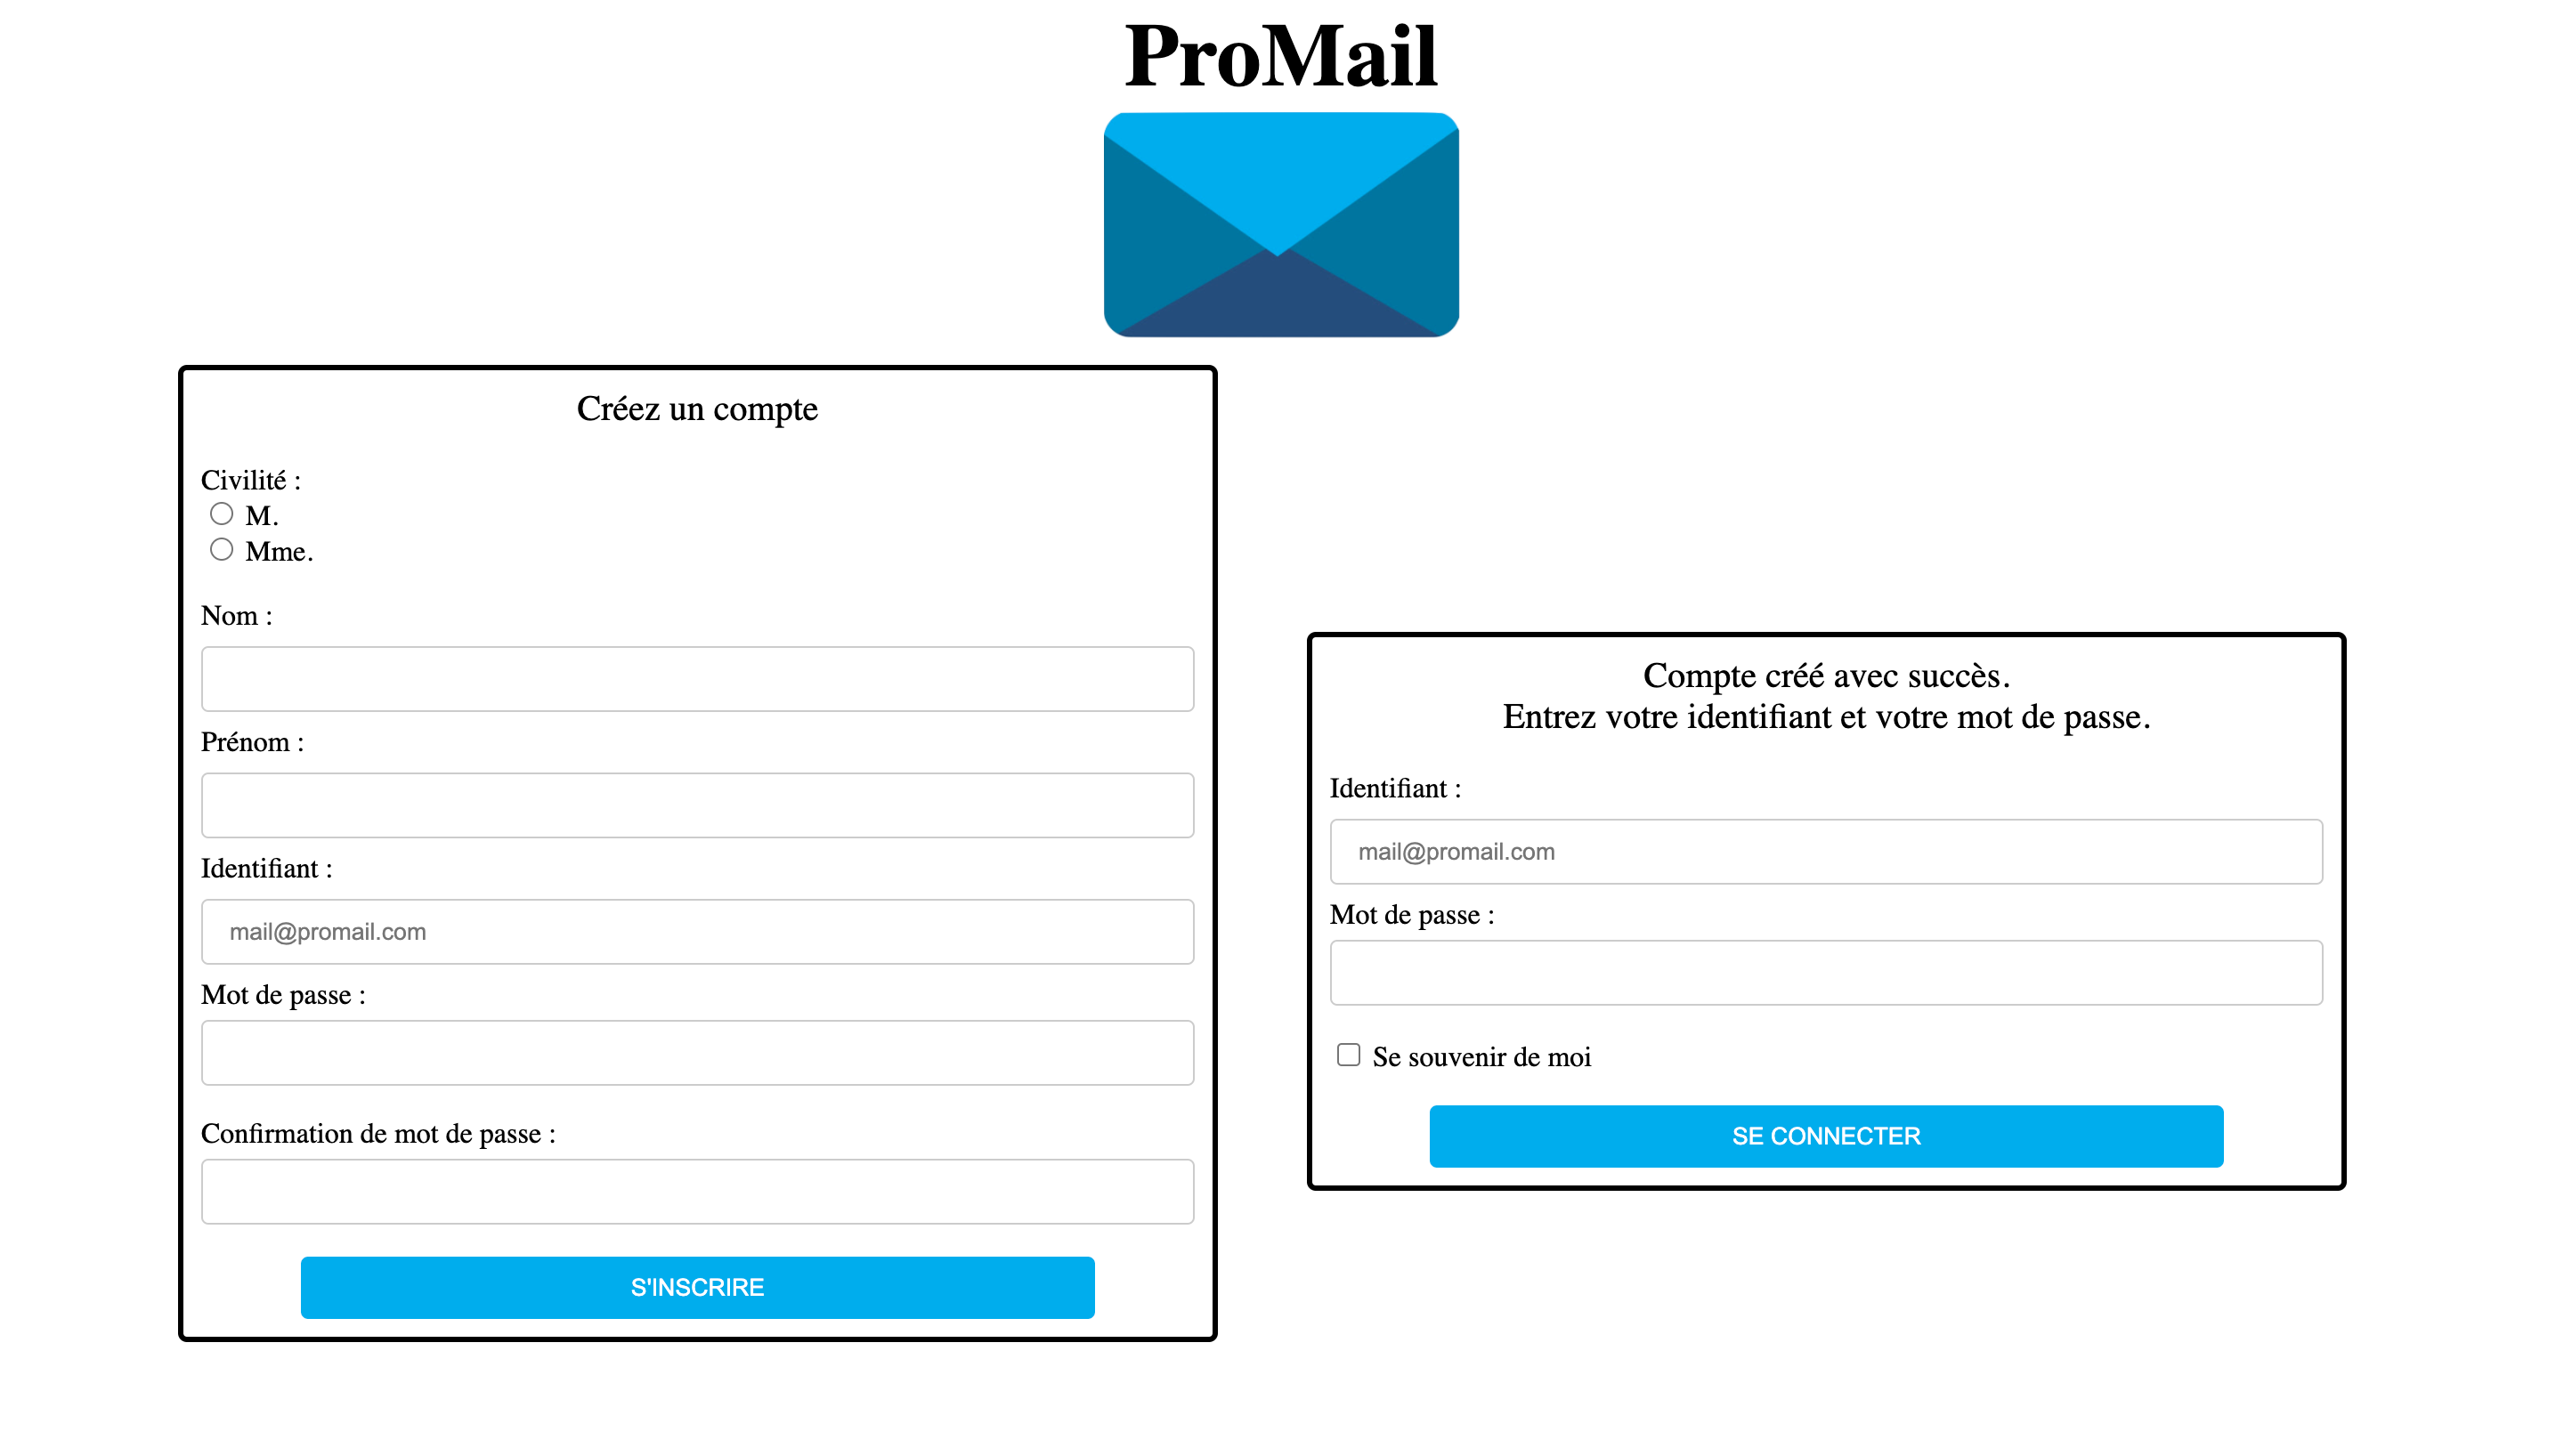 ProMail
Créez un compte
Civilité :
M.
Mme.
Nom :
Prénom :
Identifiant :
mail@promail.com
Mot de passe :
Confirmation de mot de passe :
S'INSCRIRE
Compte créé avec succès.
Entrez votre identifiant et votre mot de passe.
Identifiant :
mail@promail.com
Mot de passe :
Se souvenir de moi
SE CONNECTER